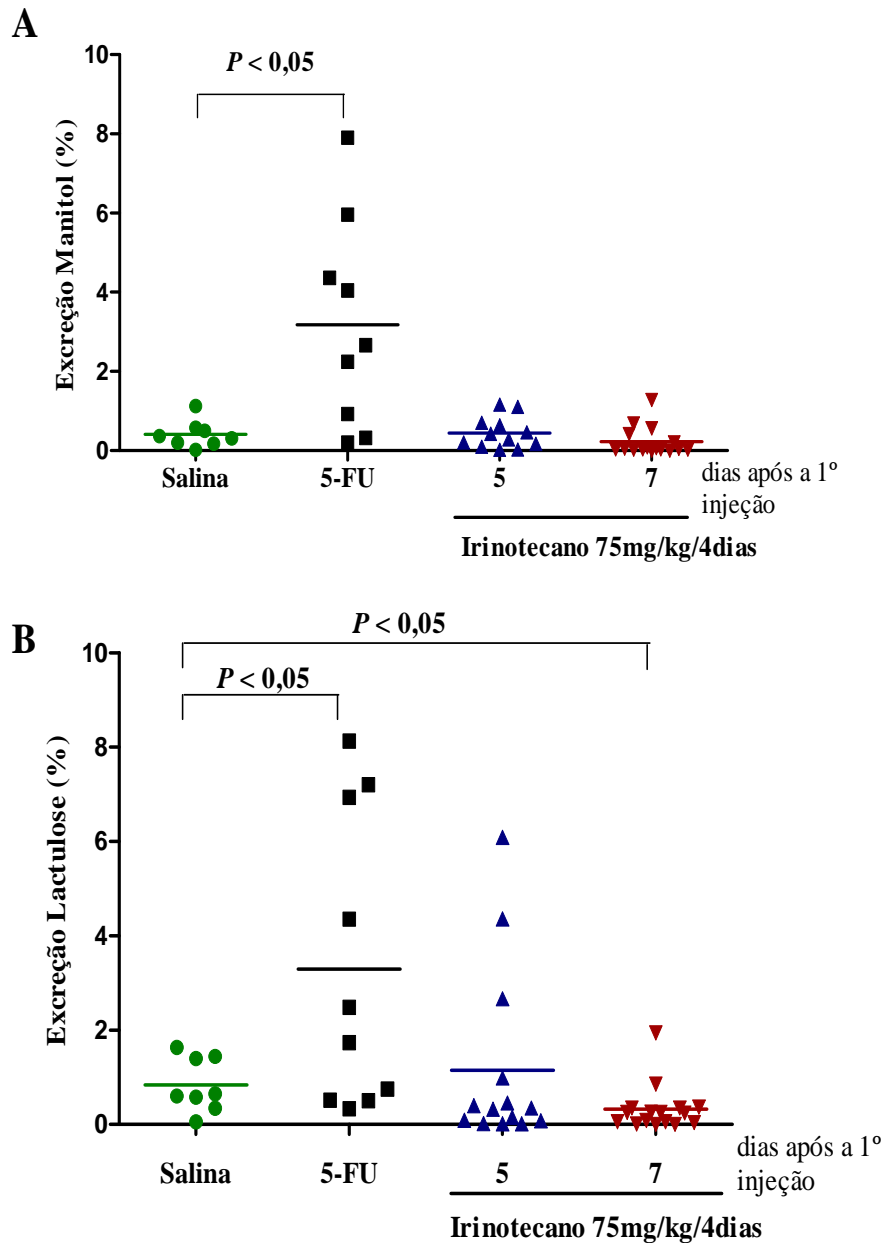 A
P < 0,05
Excreção Manitol (%)
10
8
6
4
2
0
Salina
5-FU
5
7
dias após a 1º
injeção
Irinotecano 75mg/kg/4dias
B
P < 0,05
P < 0,05
Excreção Lactulose (%)
10
8
6
4
2
0
Salina
5-FU
5
7
dias após a 1º
injeção
Irinotecano 75mg/kg/4dias